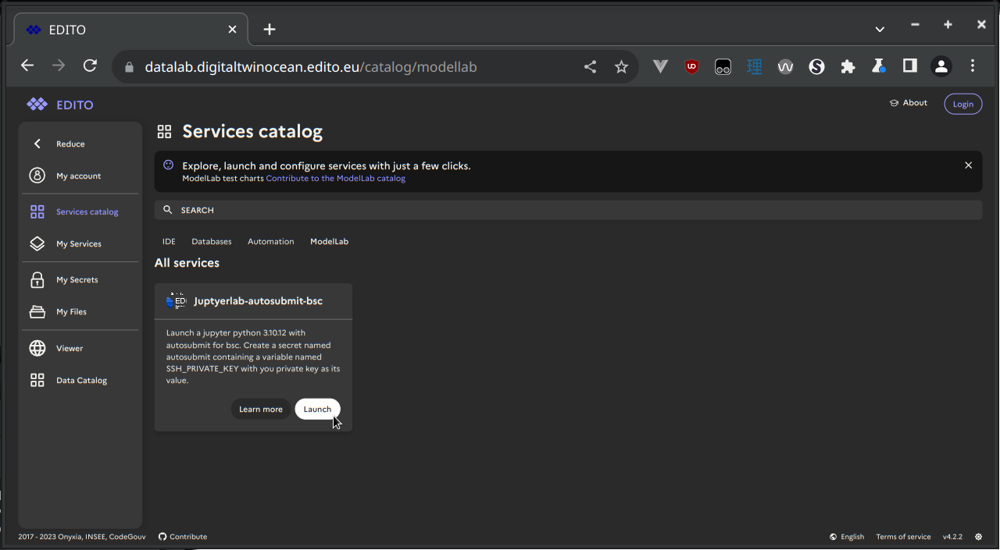 EDITO
datalab.digitaltwinocean.edito.eu/catalog/modellab
EDITO
About
Login
Reduce
My account
Services catalog
My Services
My Secrets
My Files
Viewer
Data Catalog
Services catalog
Explore, launch and configure services with just a few clicks.
ModelLab test charts Contribute to the ModelLab catalog
SEARCH
IDE Databases Automation ModelLab
All services
EDI
Juptyerlab-autosubmit-bsc
Launch a jupyter python 3.10.12 with
autosubmit for bsc. Create a secret named
autosubmit containing a variable named
SSH_PRIVATE_KEY with you private key as its
value.
Learn more Launch
2017 - 2023 Onyxia, INSEE, CodeGouv Contribute English Terms of service v4.2.2